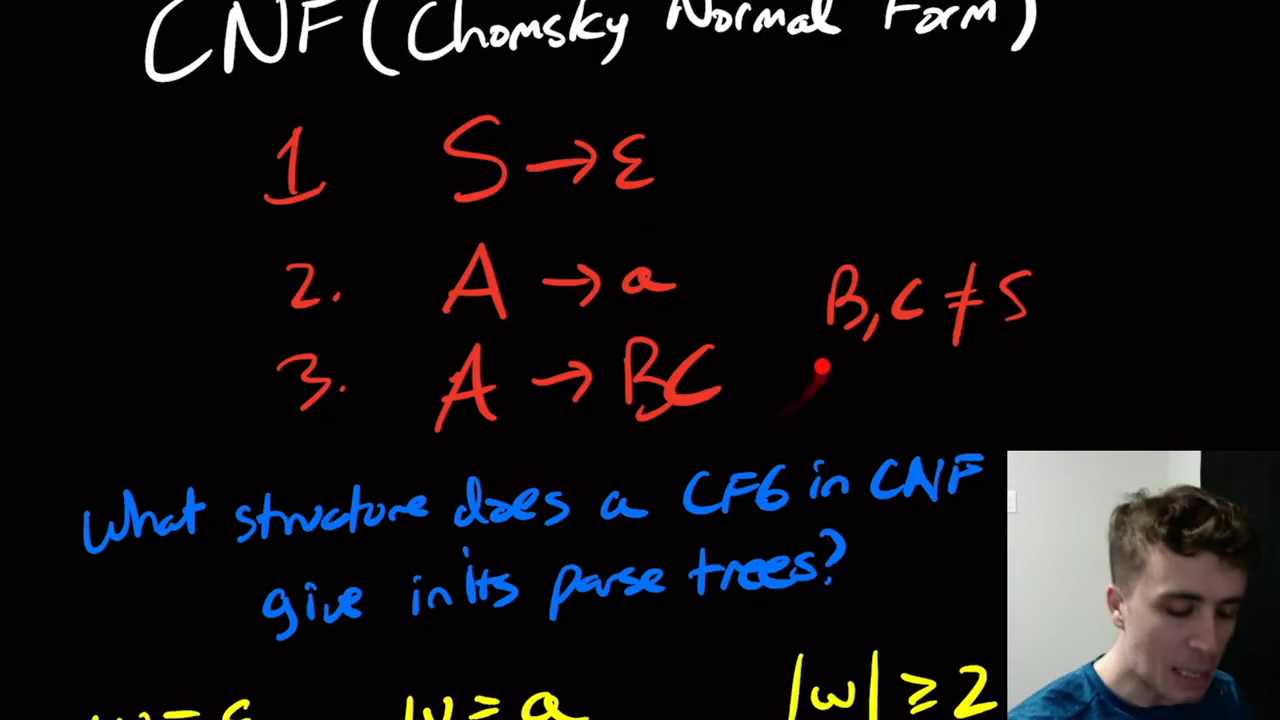 CNF (Chomsky Normal Form)
1 S → ε
2. A → a
B, C ≠ S
3. A → BC
What structure does a CFG in CNF
give in its parse trees?
w = ε |w| = a |w| ≥ 2